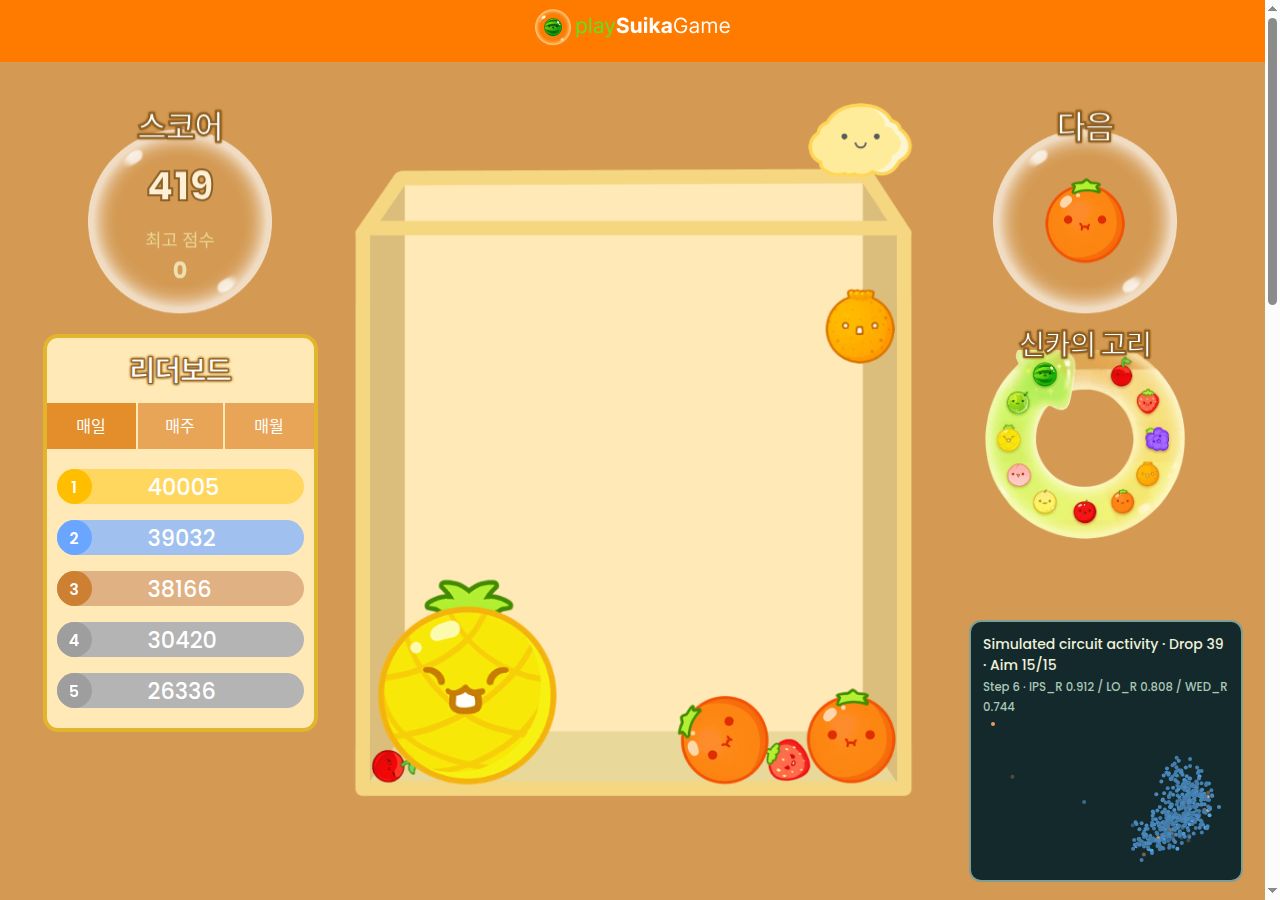 playSuikaGame
스코어
419
최고 점수
0
리더보드
매일 매주 매월
1 40005
2 39032
3 38166
4 30420
5 26336
다음
신카의 고리
Simulated circuit activity · Drop 39
· Aim 15/15
Step 6 · IPS_R 0.912 / LO_R 0.808 / WED_R
0.744